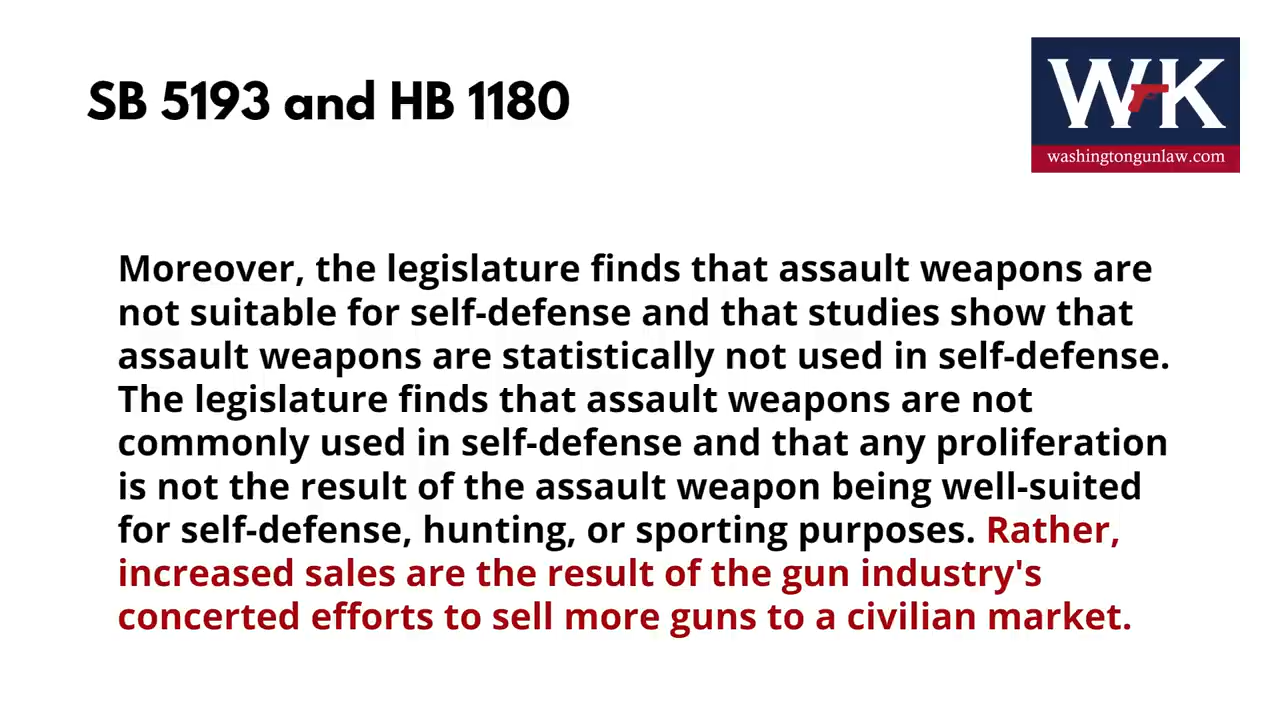 SB 5193 and HB 1180
W K
washingtongunlaw.com
Moreover, the legislature finds that assault weapons are
not suitable for self-defense and that studies show that
assault weapons are statistically not used in self-defense.
The legislature finds that assault weapons are not
commonly used in self-defense and that any proliferation
is not the result of the assault weapon being well-suited
for self-defense, hunting, or sporting purposes. Rather,
increased sales are the result of the gun industry's
concerted efforts to sell more guns to a civilian market.